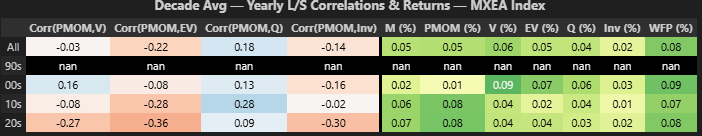 Decade Avg — Yearly L/S Correlations & Returns — MXEA Index
Corr(PMOM,V) Corr(PMOM,EV) Corr(PMOM,Q) Corr(PMOM,Inv) M (%) PMOM (%) V (%) EV (%) Q (%) Inv (%) WFP (%)
All -0.03 -0.22 0.18 -0.14 0.05 0.05 0.06 0.05 0.04 0.02 0.08
90s nan nan nan nan nan nan nan nan nan nan nan
00s 0.16 -0.08 0.13 -0.16 0.02 0.01 0.09 0.07 0.06 0.03 0.09
10s -0.08 -0.28 0.28 -0.02 0.06 0.08 0.04 0.02 0.04 0.01 0.07
20s -0.27 -0.36 0.09 -0.30 0.07 0.08 0.04 0.04 0.03 0.02 0.08